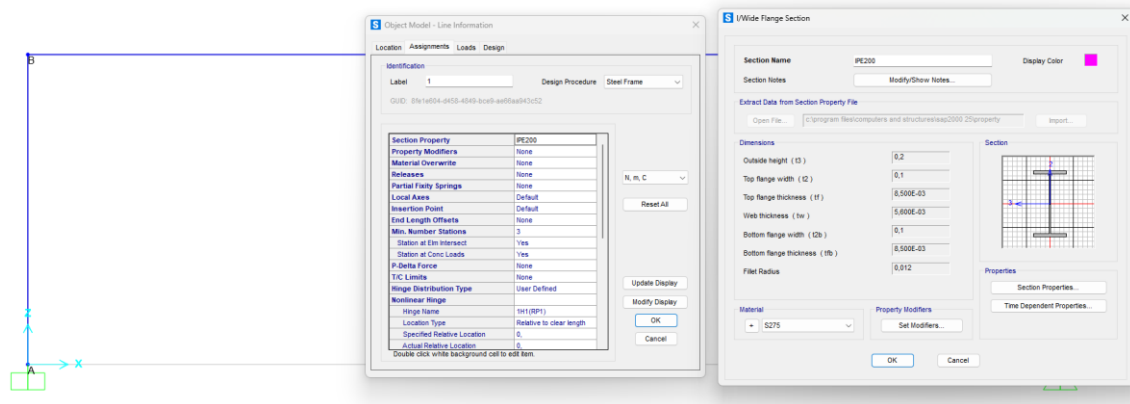 B
Z
X
A
S Object Model - Line Information
Location Assignments Loads Design
Identification
Label 1 Design Procedure Steel Frame
Section Property IPE200
Property Modifiers None
Material Overwrite None
Releases None
Partial Fixity Springs None
Local Axes Default
Insertion Point Default
End Length Offsets None
Min. Number Stations 3
Station at Elm Intersect Yes
Station at Conc Loads Yes
P-Delta Force None
T/C Limits None
Hinge Distribution Type User Defined
Nonlinear Hinge
Hinge Name 1H1(RP1)
Location Type Relative to clear length
Specified Relative Location 0,
Actual Relative Location 0,
Double click white background cell to edit item.
N, m, C
Reset All
Update Display
Modify Display
OK
Cancel
S I/Wide Flange Section
Section Name IPE200 Display Color
Section Notes Modify/Show Notes...
Extract Data from Section Property File
Open File... c:\program files\computers and structures\sap2000 25\property Import...
Dimensions
Outside height ( t3 ) 0,2
Top flange width ( t2 ) 0,1
Top flange thickness ( tf ) 8,500E-03
Web thickness ( tw ) 5,600E-03
Bottom flange width ( t2b ) 0,1
Bottom flange thickness ( tfb ) 8,500E-03
Fillet Radius 0,012
Section
2
3
Properties
Section Properties...
Time Dependent Properties...
Material
+ S275
Property Modifiers
Set Modifiers...
OK Cancel